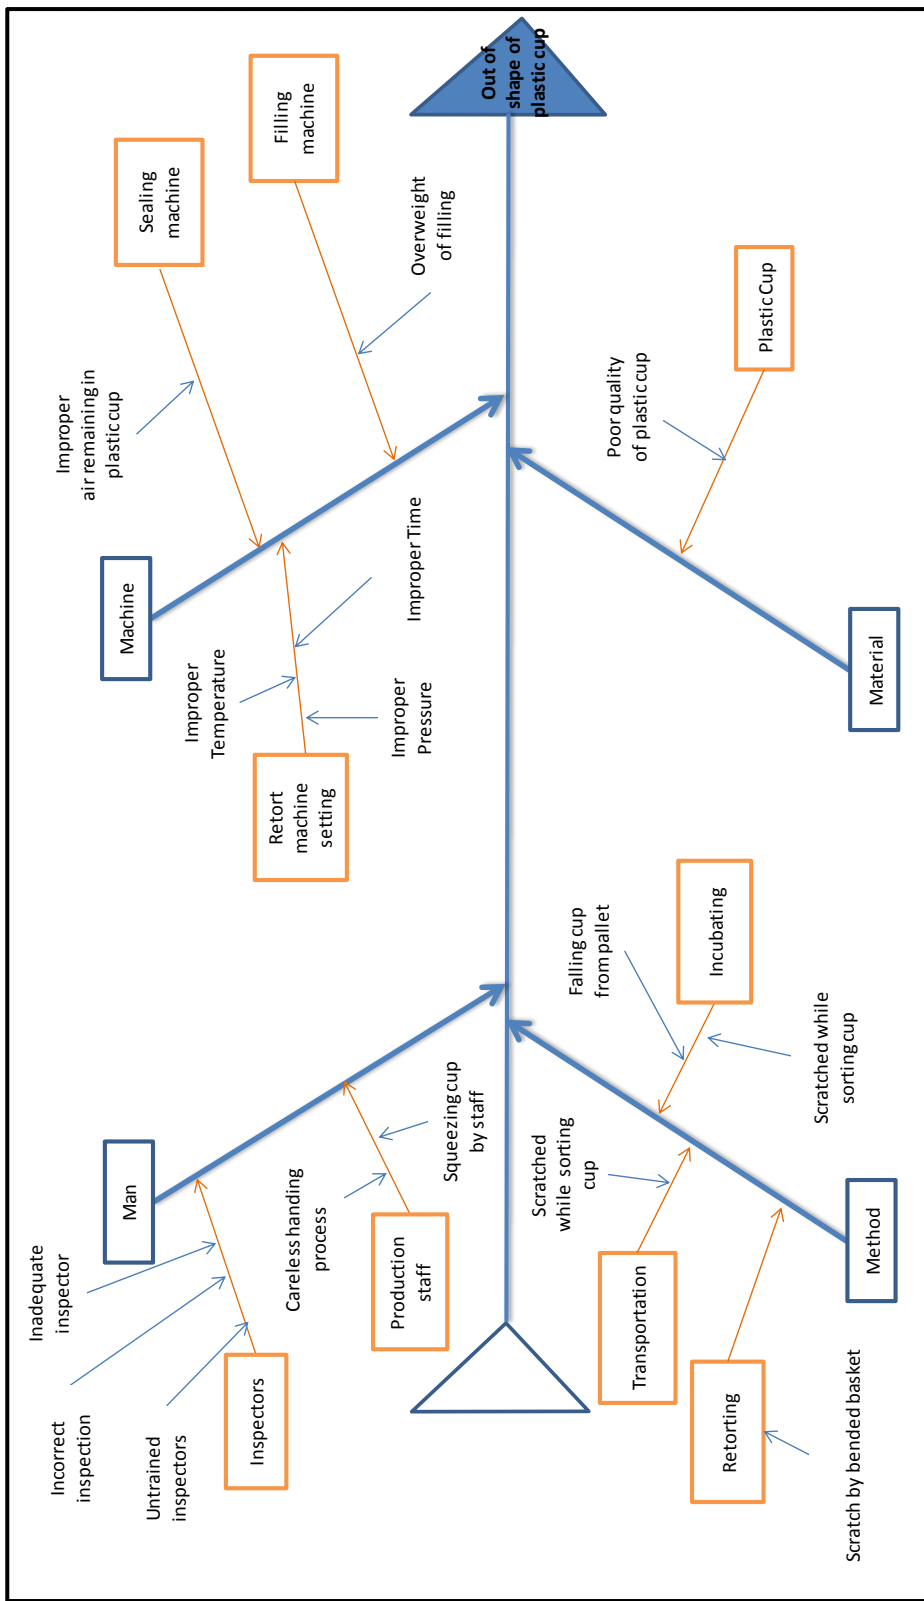 Inadequate
inspector
Incorrect
inspection
Untrained
inspectors
Inspectors
Man
Careless handing
process
Squeezing cup
by staff
Production
staff
Machine
Improper
air remaining in
plastic cup
Sealing
machine
Filling
machine
Overweight
of filling
Improper
Temperature
Improper Time
Improper
Pressure
Retort
machine
setting
Out of
shape of
plastic cup
Scratched
while sorting
cup
Transportation
Retorting
Scratch by bended basket
Method
Falling cup
from pallet
Incubating
Scratched while
sorting cup
Poor quality
of plastic cup
Plastic Cup
Material